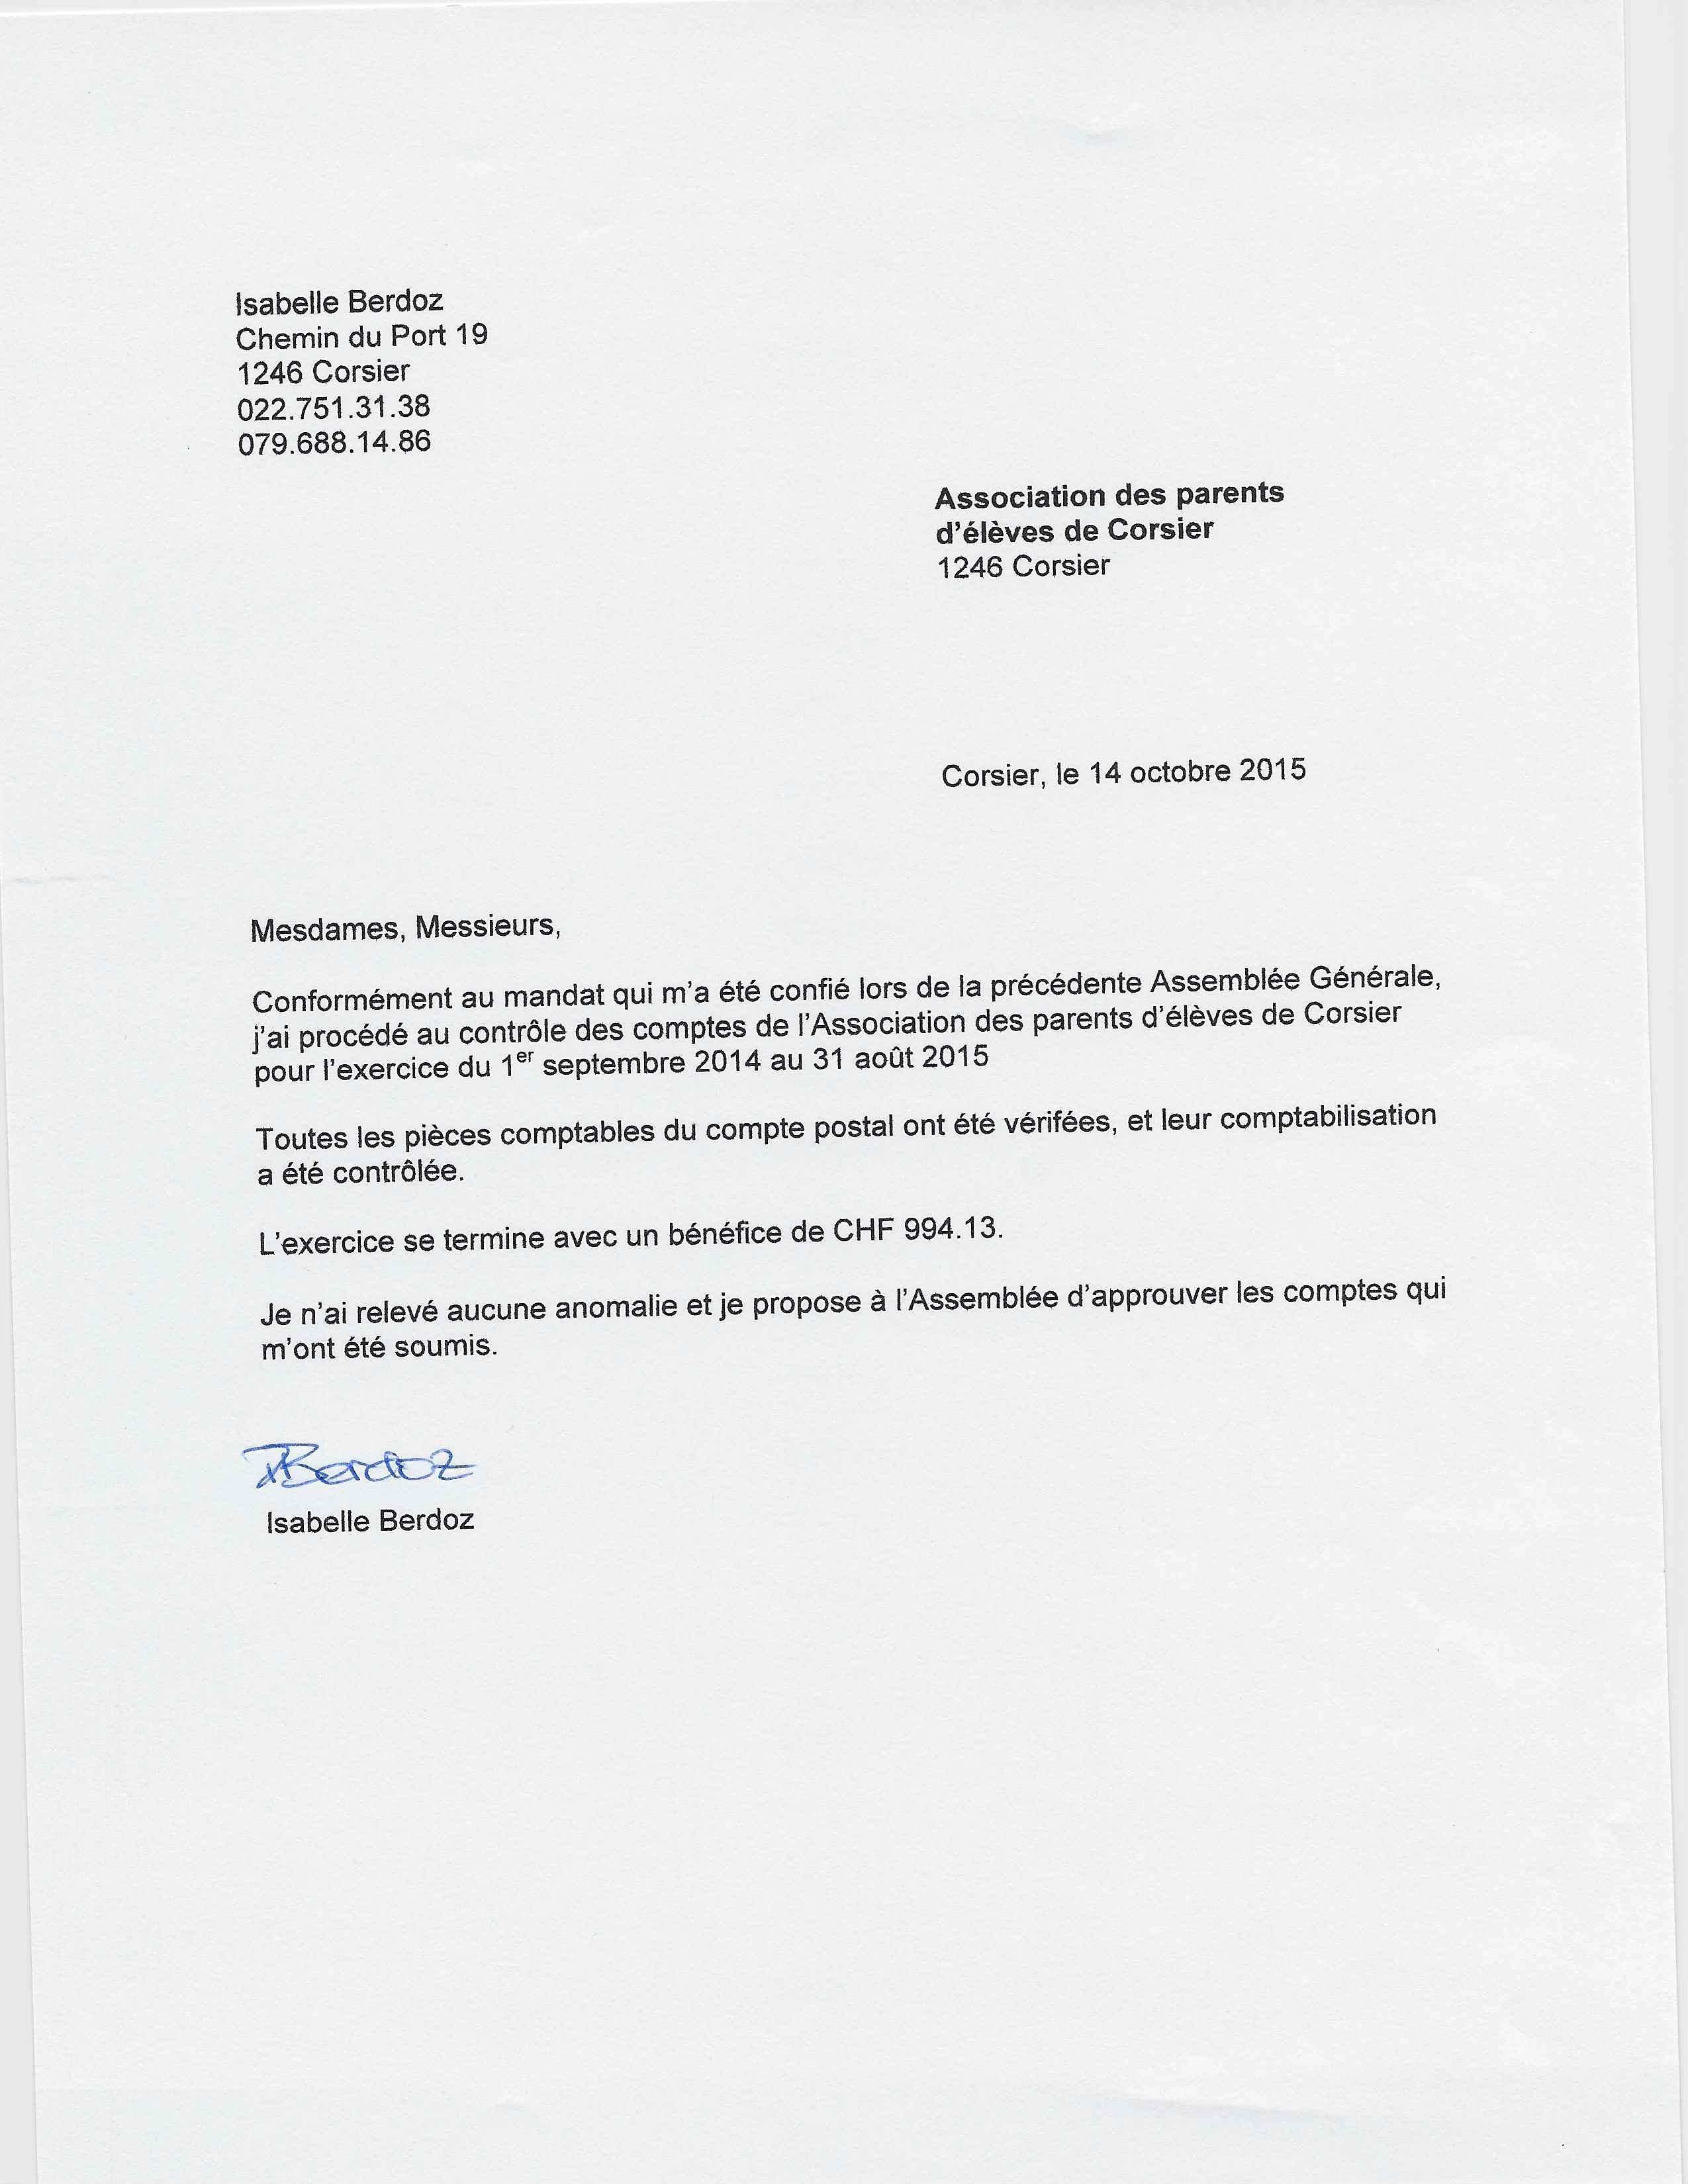 Isabelle Berdoz
Chemin du Port 19
1246 Corsier
022.751.31.38
079.688.14.86
Association des parents
d'élèves de Corsier
1246 Corsier
Corsier, le 14 octobre 2015
Mesdames, Messieurs,
Conformément au mandat qui m'a été confié lors de la précédente Assemblée Générale,
j'ai procédé au contrôle des comptes de l'Association des parents d'élèves de Corsier
pour l'exercice du 1er septembre 2014 au 31 août 2015
Toutes les pièces comptables du compte postal ont été vérifées, et leur comptabilisation
a été contrôlée.
L'exercice se termine avec un bénéfice de CHF 994.13.
Je n'ai relevé aucune anomalie et je propose à l'Assemblée d'approuver les comptes qui
m'ont été soumis.
IBerdoz
Isabelle Berdoz